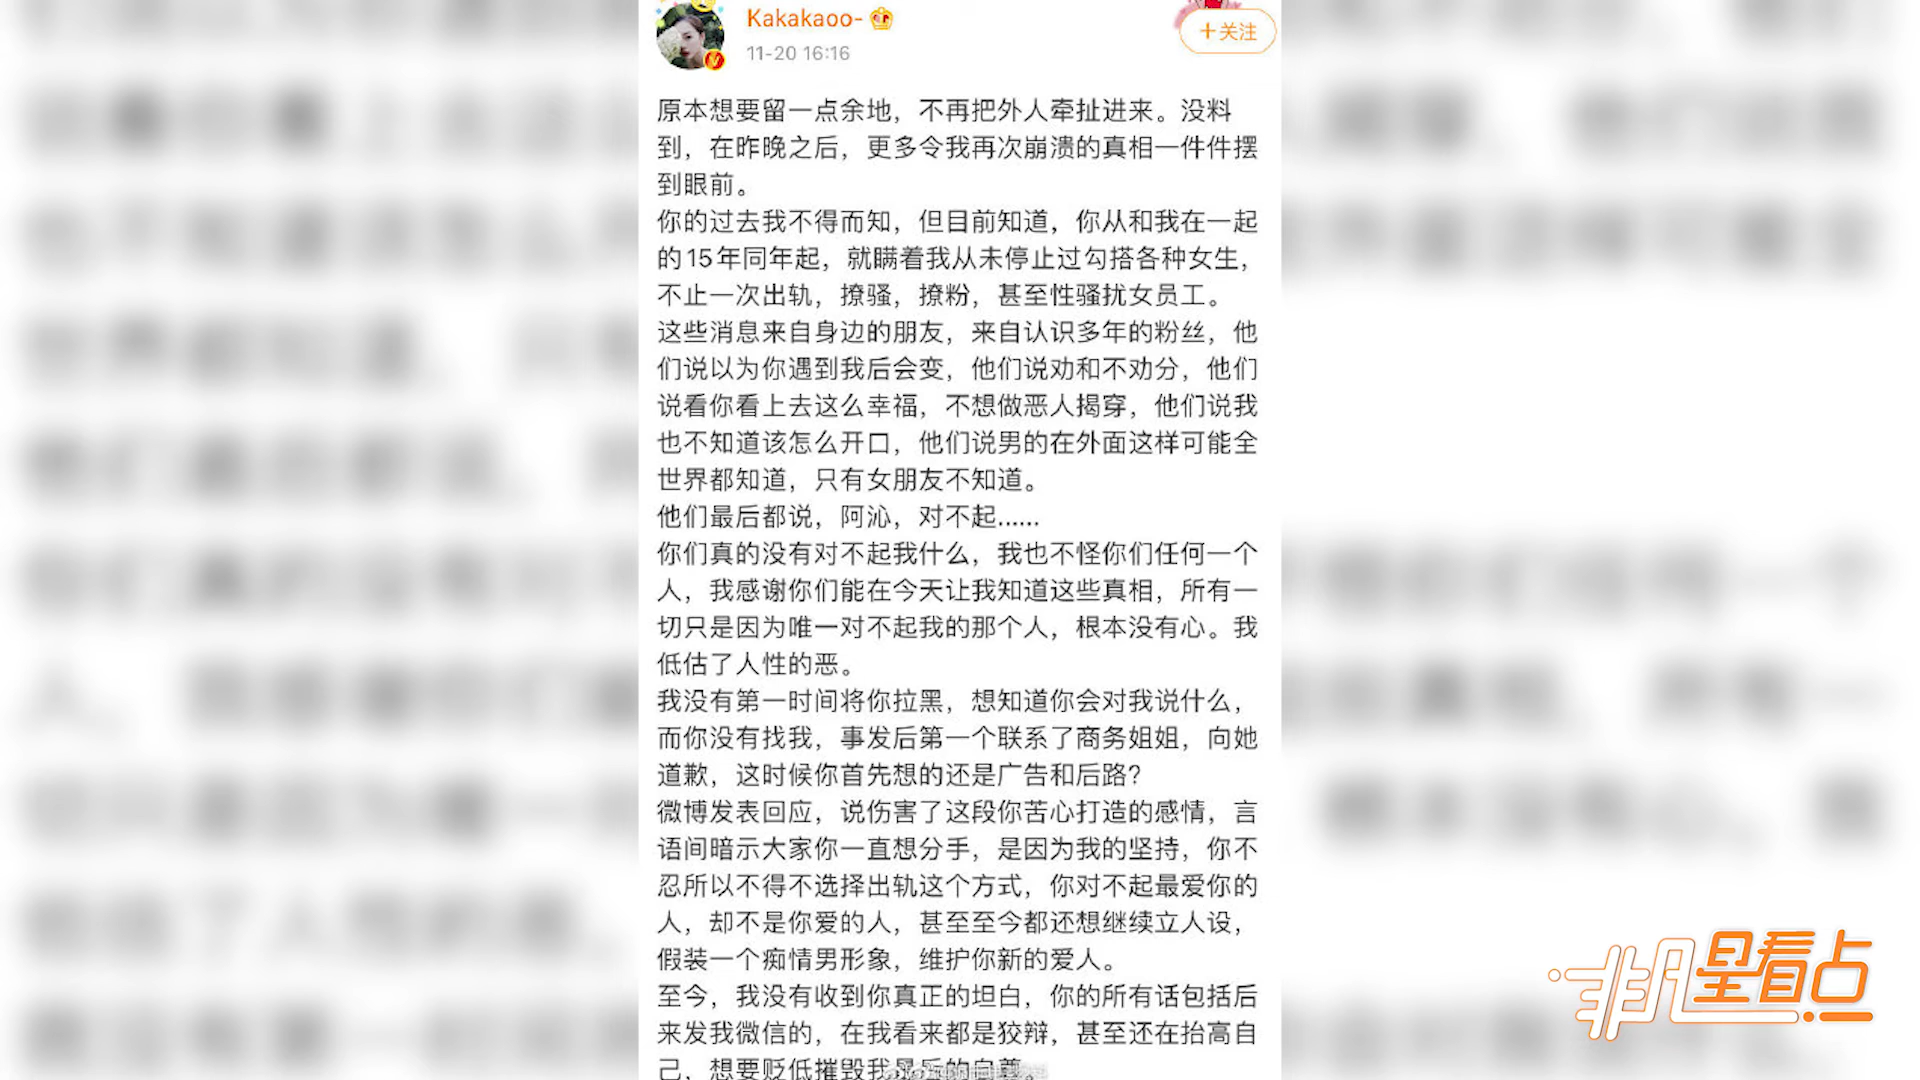 Kakakaoo-
11-20 16:16
+关注
原本想要留一点余地，不再把外人牵扯进来。没料
到，在昨晚之后，更多令我再次崩溃的真相一件件摆
到眼前。
你的过去我不得而知，但目前知道，你从和我在一起
的15年同年起，就瞒着我从未停止过勾搭各种女生，
不止一次出轨，撩骚，撩粉，甚至性骚扰女员工。
这些消息来自身边的朋友，来自认识多年的粉丝，他
们说以为你遇到我后会变，他们说劝和不劝分，他们
说看你看上去这么幸福，不想做恶人揭穿，他们说我
也不知道该怎么开口，他们说男的在外面这样可能全
世界都知道，只有女朋友不知道。
他们最后都说，阿沁，对不起......
你们真的没有对不起我什么，我也不怪你们任何一个
人，我感谢你们能在今天让我知道这些真相，所有一
切只是因为唯一对不起我的那个人，根本没有心。我
低估了人性的恶。
我没有第一时间将你拉黑，想知道你会对我说什么，
而你没有找我，事发后第一个联系了商务姐姐，向她
道歉，这时候你首先想的还是广告和后路？
微博发表回应，说伤害了这段你苦心打造的感情，言
语间暗示大家你一直想分手，是因为我的坚持，你不
忍所以不得不选择出轨这个方式，你对不起最爱你的
人，却不是你爱的人，甚至至今都还想继续立人设，
假装一个痴情男形象，维护你新的爱人。
至今，我没有收到你真正的坦白，你的所有话包括后
来发我微信的，在我看来都是狡辩，甚至还在抬高自
己，想要贬低摧毁我最后的自尊。
非凡星看点